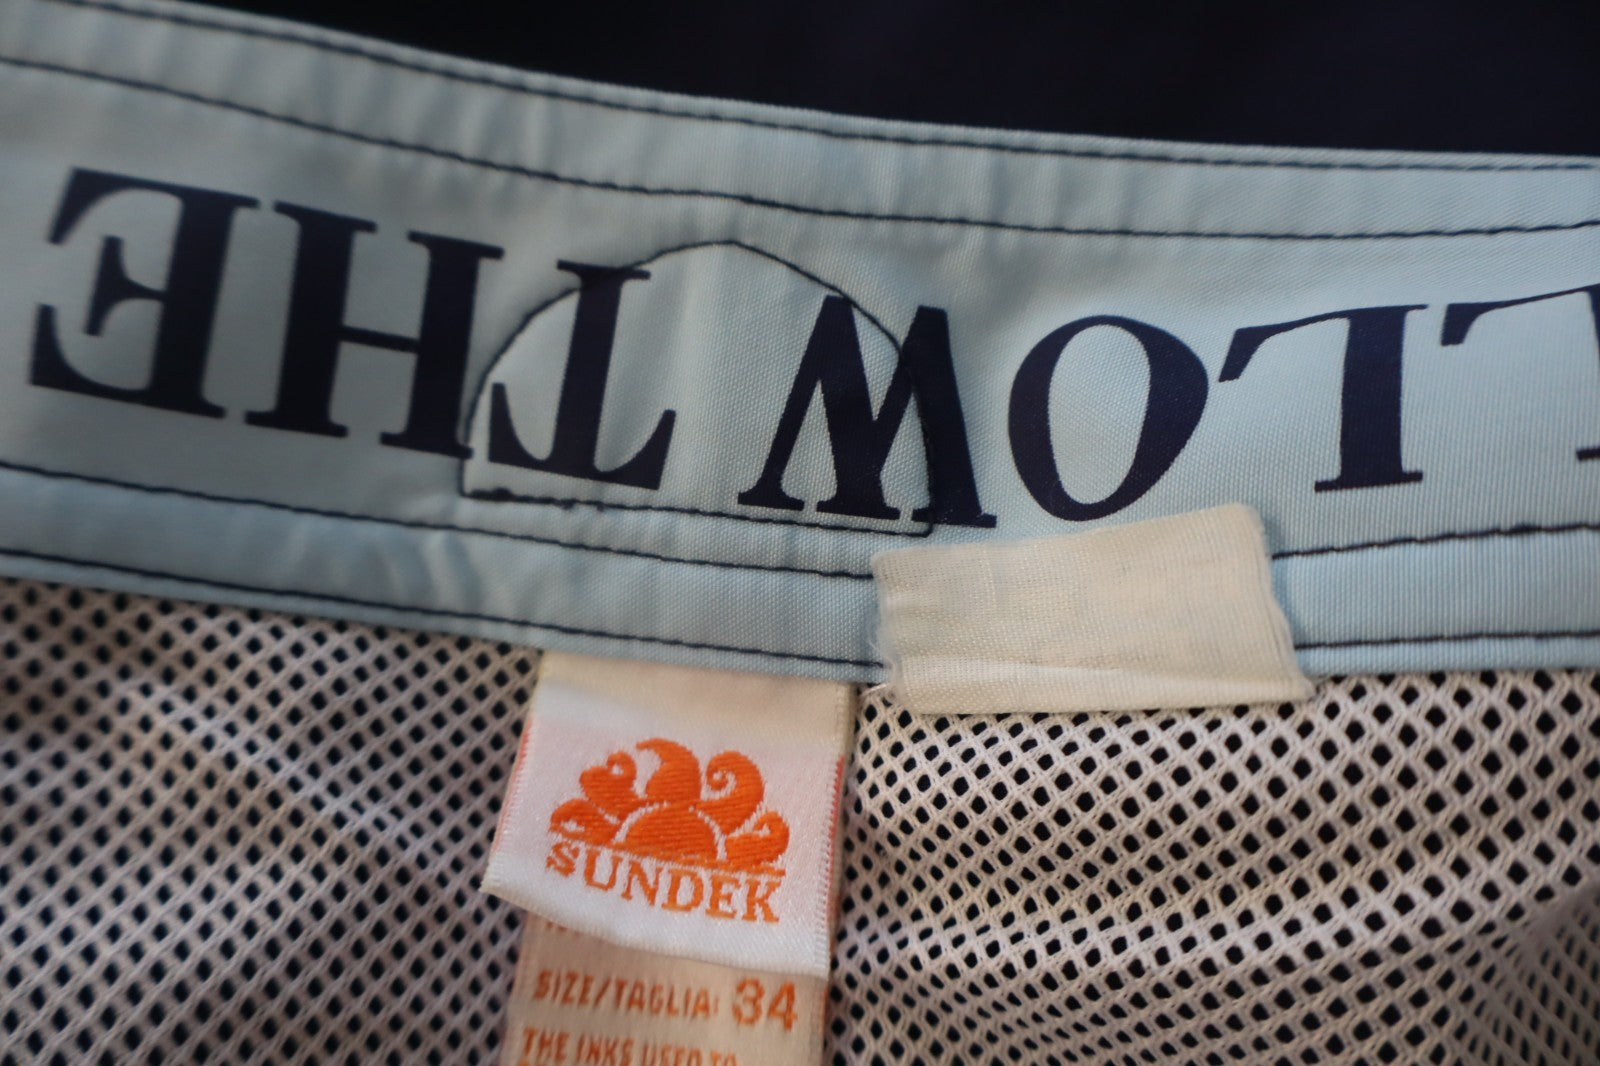 LLOW THE
SUNDEK
SIZE/TAGLIA: 34
THE INKS USED TO